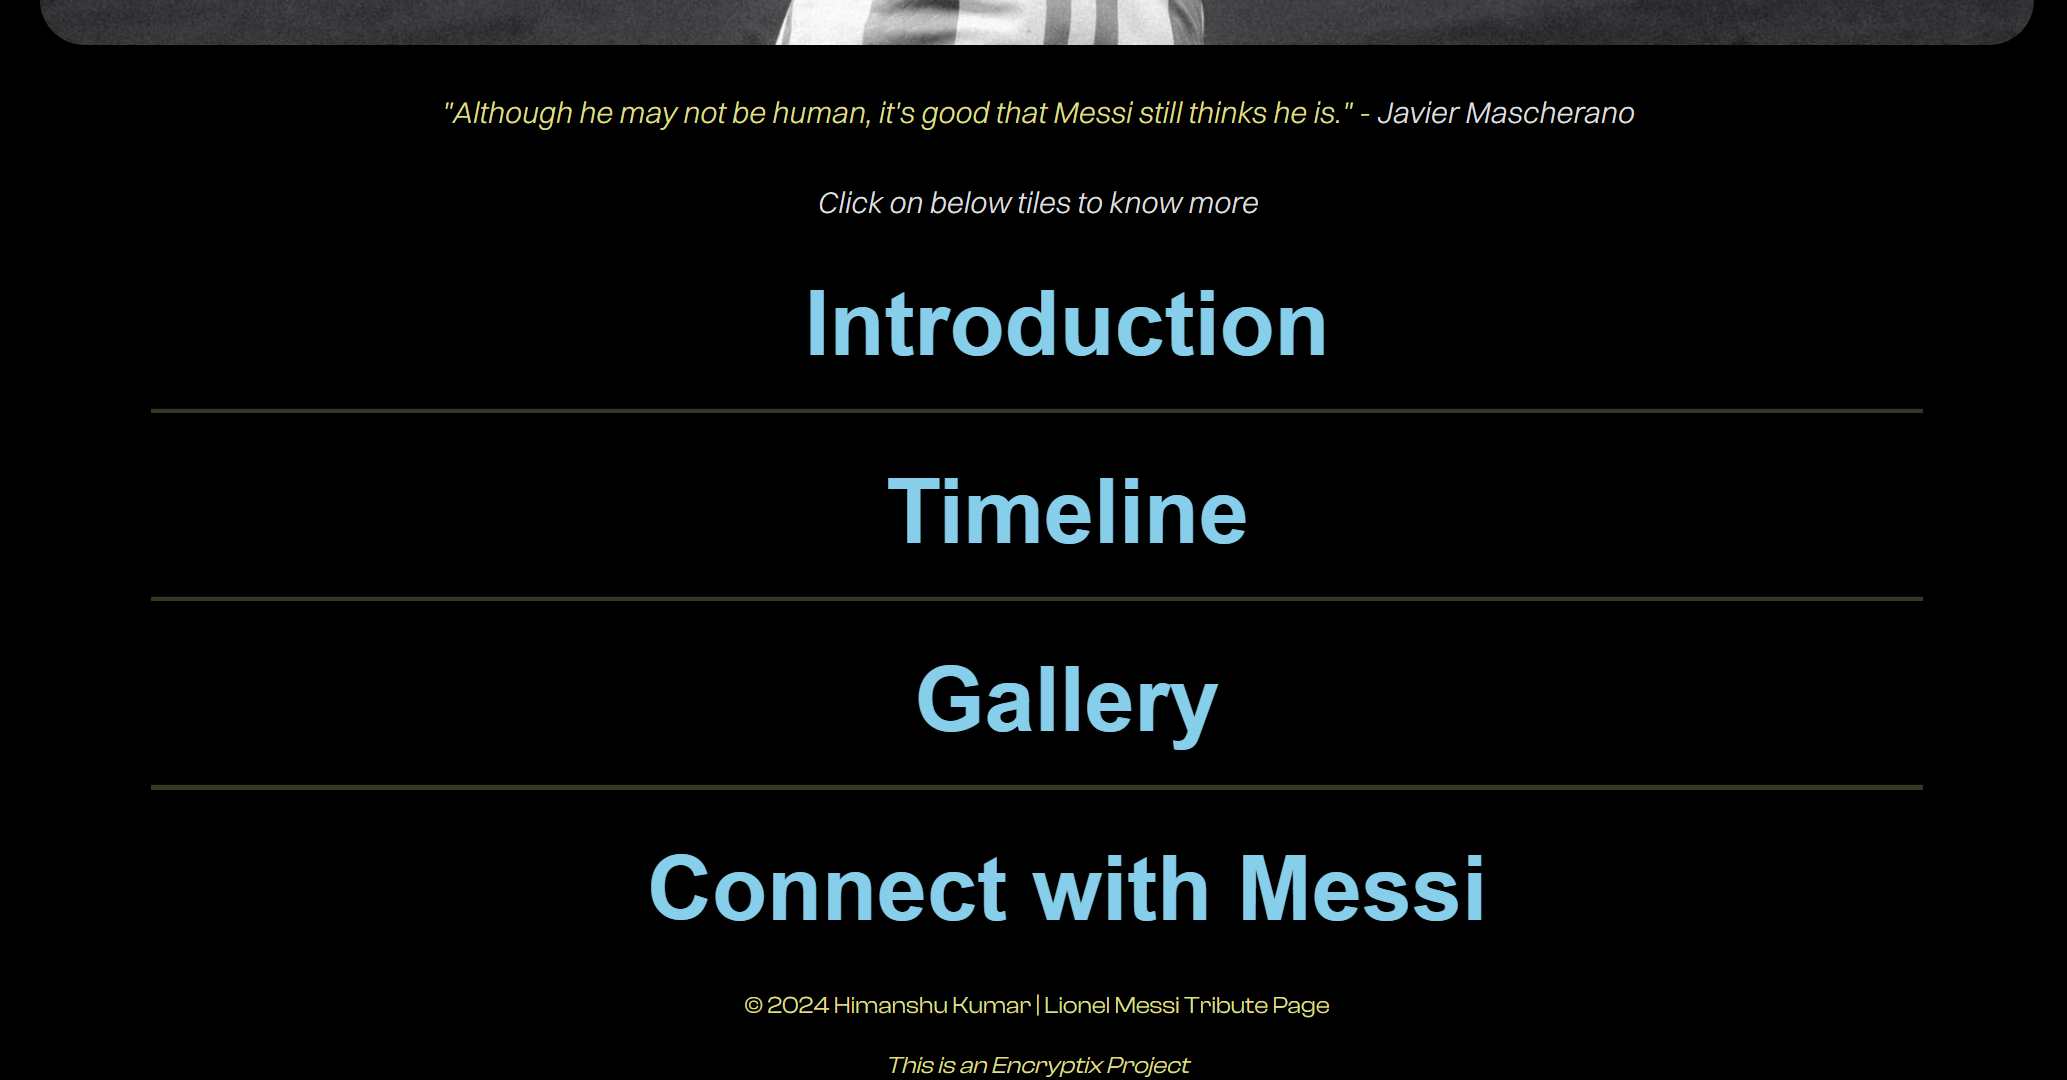 "Although he may not be human, it's good that Messi still thinks he is." - Javier Mascherano
Click on below tiles to know more
Introduction
Timeline
Gallery
Connect with Messi
© 2024 Himanshu Kumar | Lionel Messi Tribute Page
This is an Encryptix Project